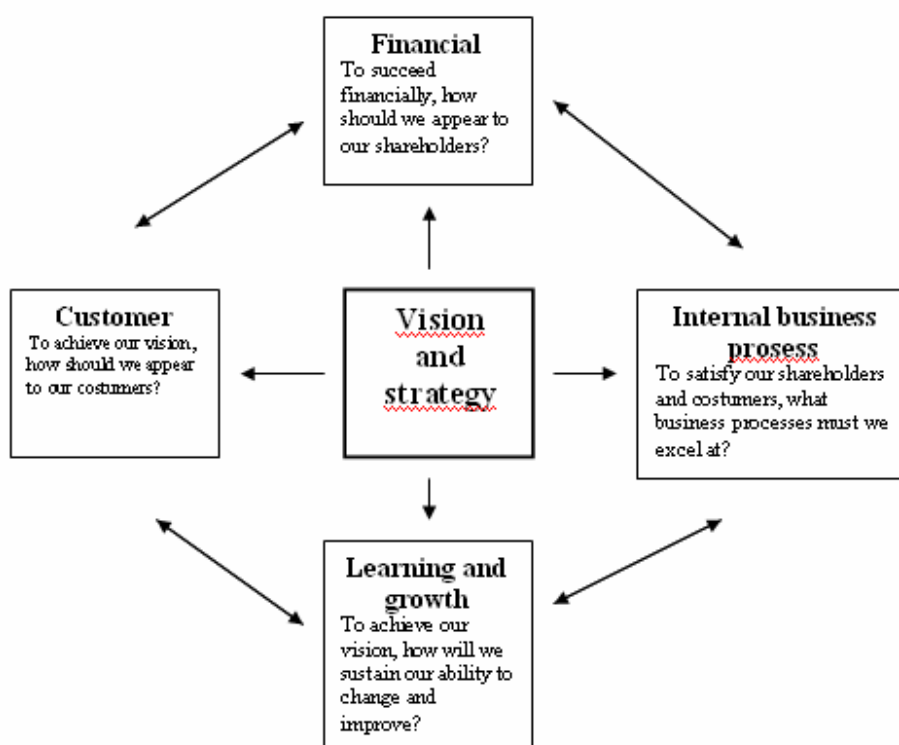 Financial
To succeed
financially, how
should we appear to
our shareholders?
Customer
To achieve our vision,
how should we appear
to our costumers?
Vision
and
strategy
Internal business
prosess
To satisfy our shareholders
and costumers, what
business processes must we
excel at?
Learning and
growth
To achieve our
vision, how will we
sustain our ability to
change and
improve?